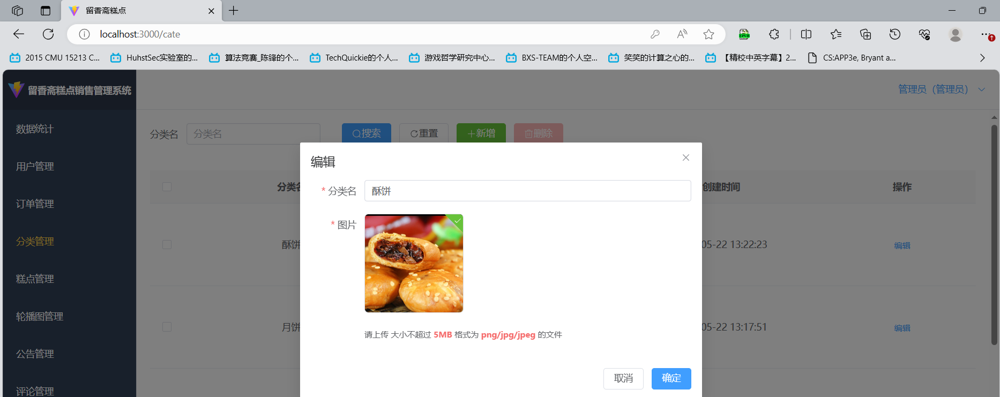 留香斋糕点
localhost:3000/cate
2015 CMU 15213 C...
HuhstSec实验室的...
算法竞赛_陈锋的个...
TechQuickie的个人...
游戏哲学研究中心...
BXS-TEAM的个人空...
笑笑的计算之心的...
【精校中英字幕】2...
CS:APP3e, Bryant a...
留香斋糕点销售管理系统
管理员（管理员）
数据统计
用户管理
订单管理
分类管理
糕点管理
轮播图管理
公告管理
评论管理
分类名
分类名
搜索
重置
新增
删除
分类名
创建时间
操作
酥饼
05-22 13:22:23
编辑
月饼
05-22 13:17:51
编辑
编辑
* 分类名
酥饼
* 图片
请上传 大小不超过 5MB 格式为 png/jpg/jpeg 的文件
取消
确定